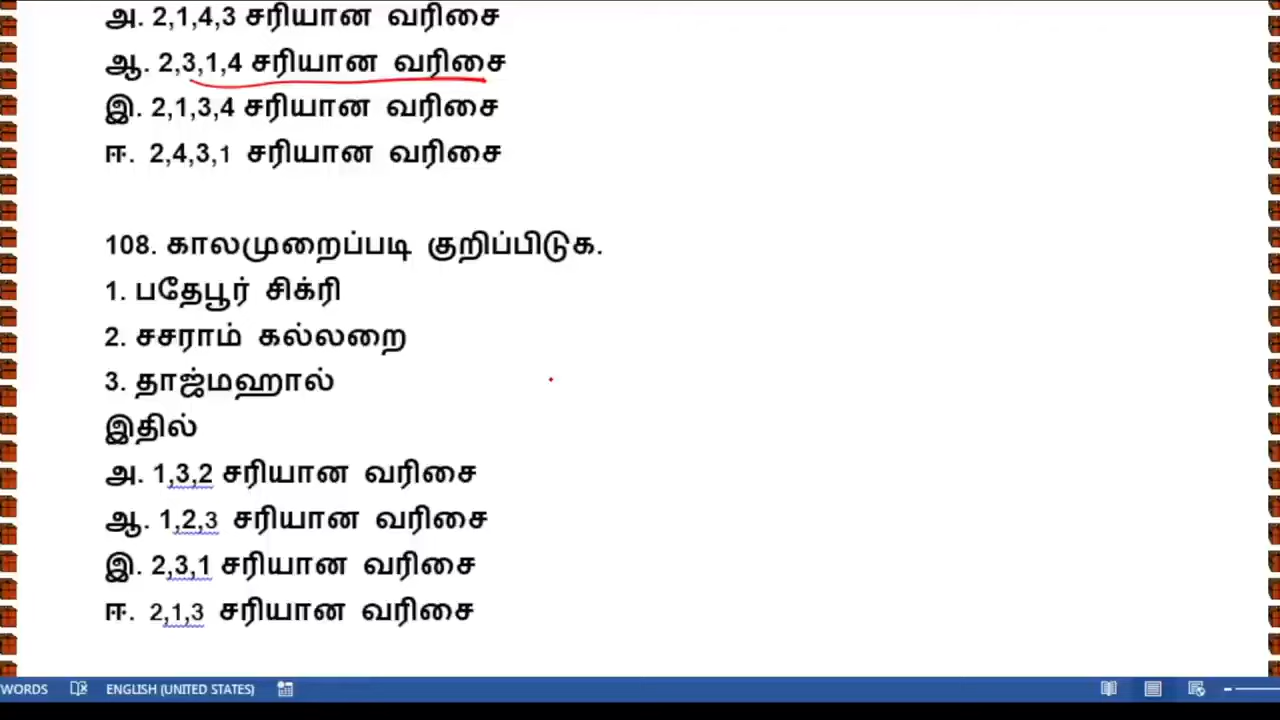 அ. 2,1,4,3 சரியான வரிசை
ஆ. 2,3,1,4 சரியான வரிசை
இ. 2,1,3,4 சரியான வரிசை
ஈ. 2,4,3,1 சரியான வரிசை
108. காலமுறைப்படி குறிப்பிடுக.
1. பதேபூர் சிக்ரி
2. சசராம் கல்லறை
3. தாஜ்மஹால்
இதில்
அ. 1,3,2 சரியான வரிசை
ஆ. 1,2,3 சரியான வரிசை
இ. 2,3,1 சரியான வரிசை
ஈ. 2,1,3 சரியான வரிசை
WORDS ENGLISH (UNITED STATES)